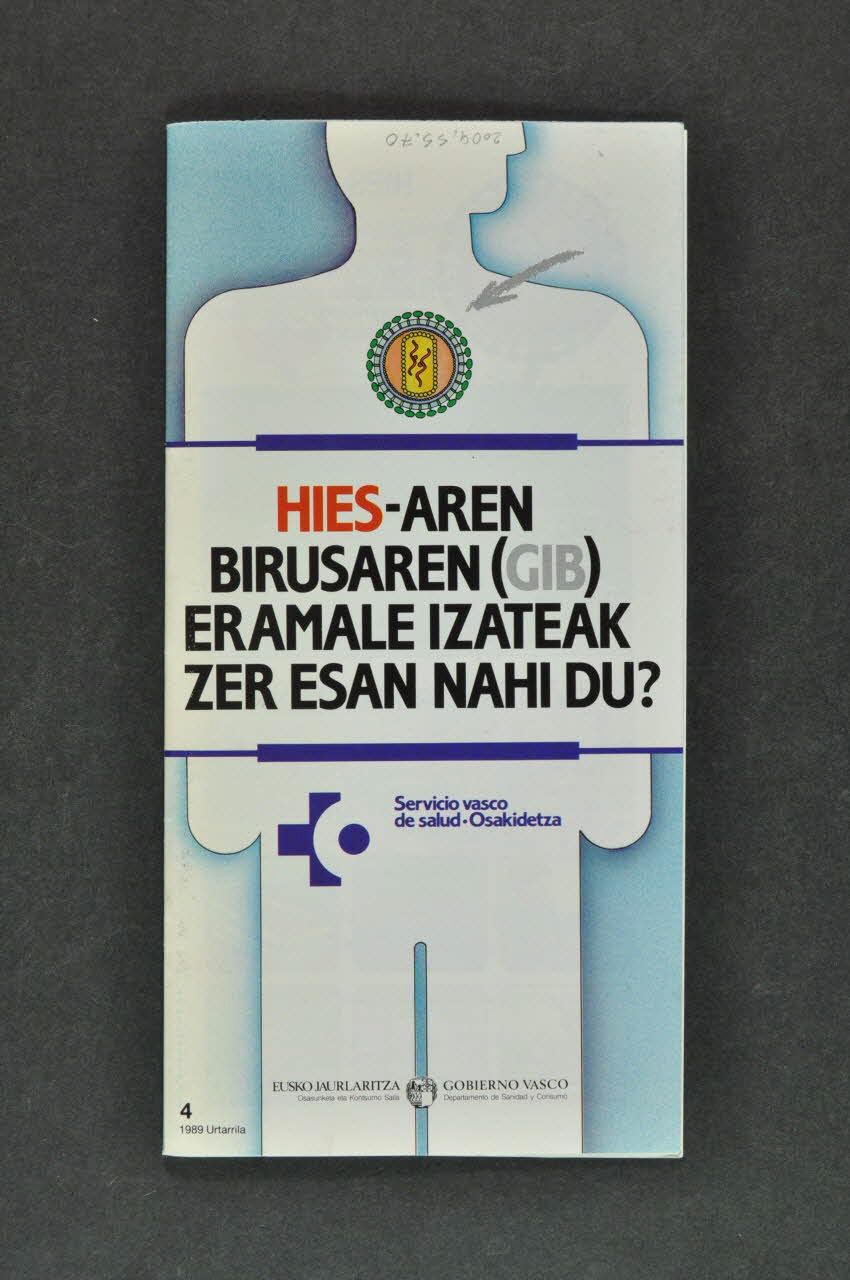 2004.55.70
HIES-AREN
BIRUSAREN (GIB)
ERAMALE IZATEAK
ZER ESAN NAHI DU?
Servicio vasco
de salud·Osakidetza
EUSKO JAURLARITZA
Osasunketa eta Kontsumo Saila
GOBIERNO VASCO
Departamento de Sanidad y Consumo
4
1989 Urtarrila